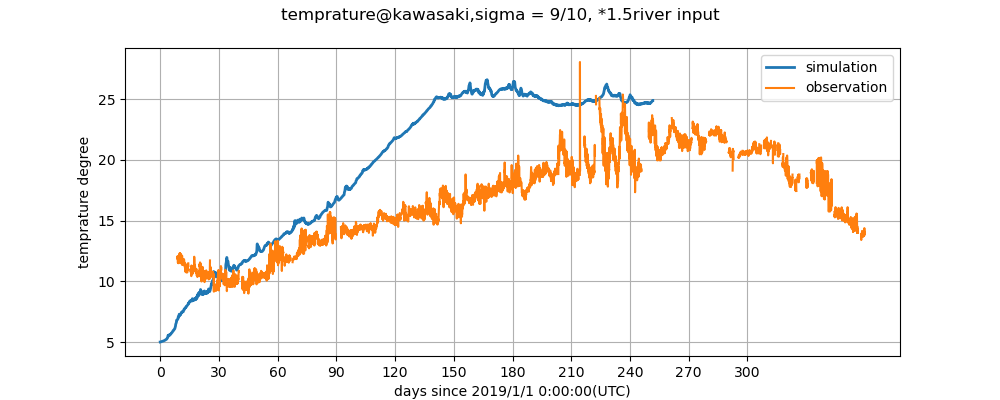 temprature@kawasaki,sigma = 9/10, *1.5river input
simulation
observation
temprature degree
25
20
15
10
5
0 30 60 90 120 150 180 210 240 270 300
days since 2019/1/1 0:00:00(UTC)